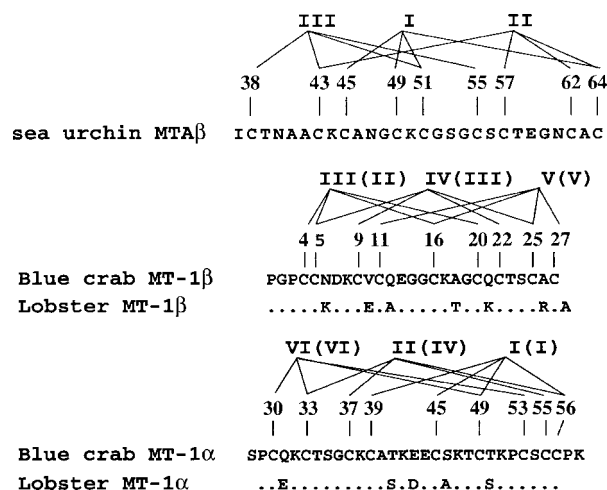 III I II
38 43 45 49 51 55 57 62 64
sea urchin MTAβ ICTNAACKCANGCKCGSGCSCTEGNCAC
III(II) IV(III) V(V)
4 5 9 11 16 20 22 25 27
Blue crab MT-1β PGPCCNDKCVCQEGGCKAGCQCTSCAC
Lobster MT-1β .....K...E.A.....T..K....R.A
VI(VI) II(IV) I(I)
30 33 37 39 45 49 53 55 56
Blue crab MT-1α SPCQKCTSGCKCATKEECSKTCTKPCSCCPK
Lobster MT-1α ..E.........S.D..A...S......